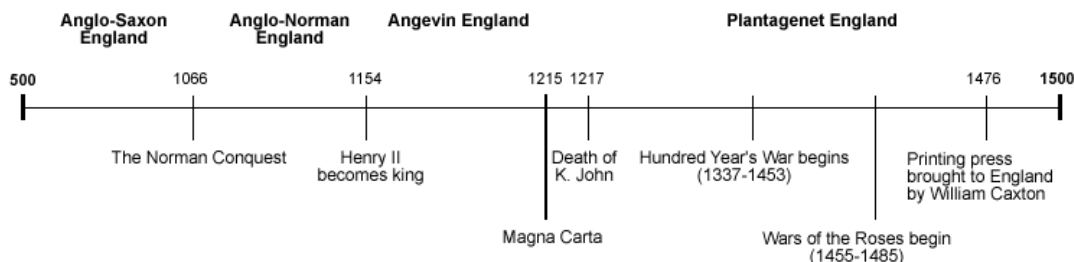 Anglo-Saxon
England
Anglo-Norman
England
Angevin England
Plantagenet England
500
1066
1154
1215
1217
1476
1500
The Norman Conquest
Henry II
becomes king
Death of
K. John
Hundred Year's War begins
(1337-1453)
Printing press
brought to England
by William Caxton
Magna Carta
Wars of the Roses begin
(1455-1485)